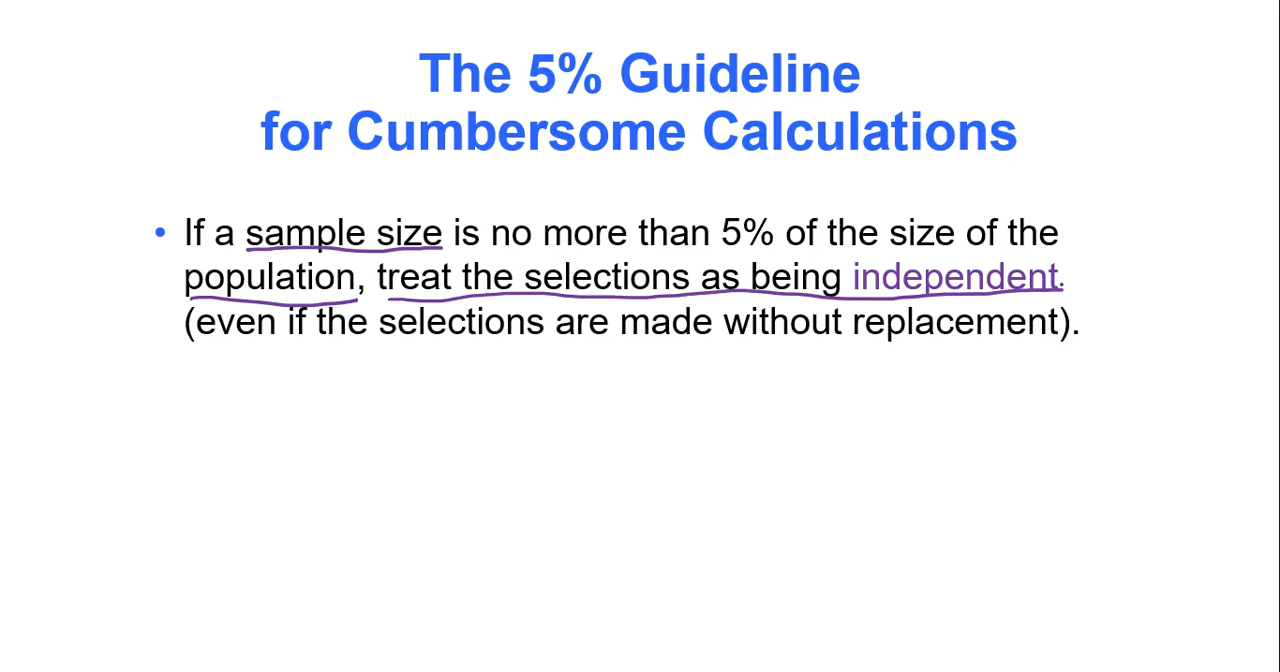 The 5% Guideline
for Cumbersome Calculations
• If a sample size is no more than 5% of the size of the
population, treat the selections as being independent.
(even if the selections are made without replacement).